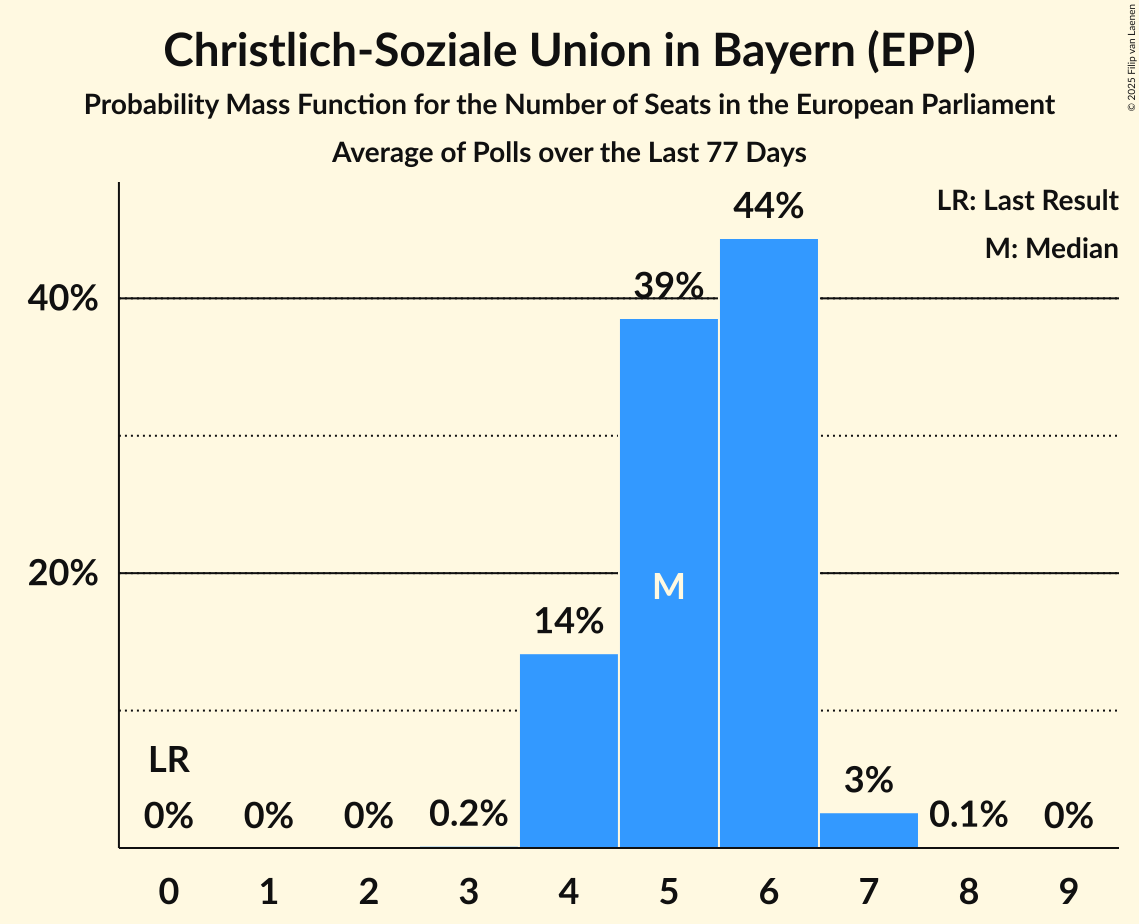 Christlich-Soziale Union in Bayern (EPP)
Probability Mass Function for the Number of Seats in the European Parliament
Average of Polls over the Last 77 Days
© 2025 Filip van Laenen
LR: Last Result
M: Median
44%
39%
40%
20%
M
14%
LR
0% 0% 0% 0.2% 3% 0.1% 0%
0 1 2 3 4 5 6 7 8 9